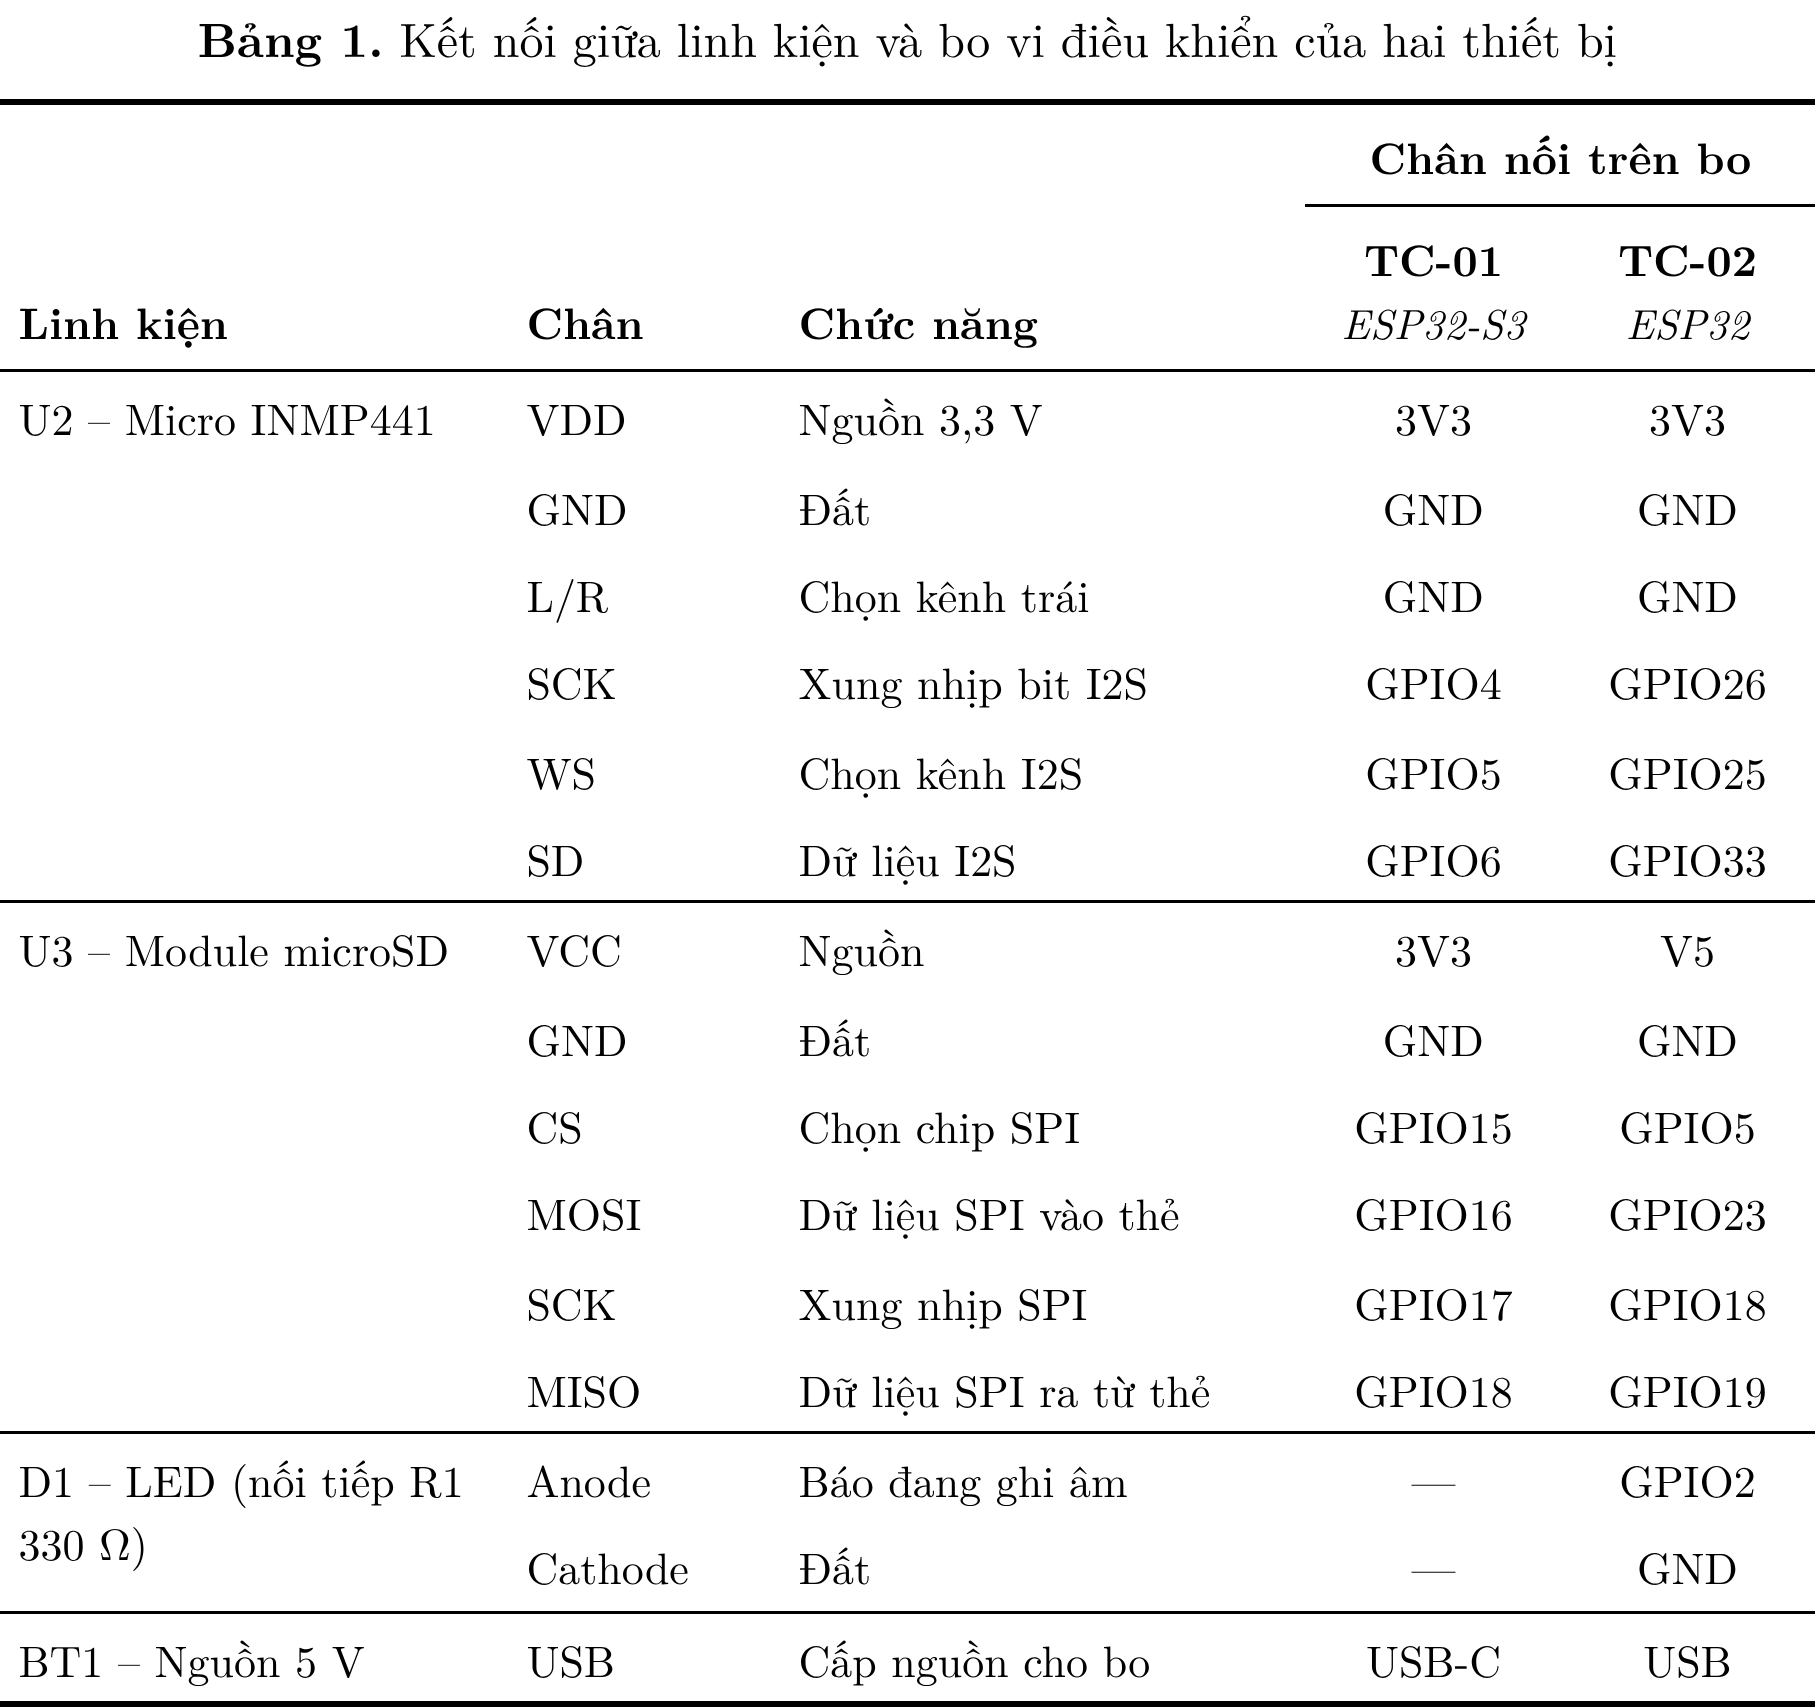 Bảng 1. Kết nối giữa linh kiện và bo vi điều khiển của hai thiết bị
Chân nối trên bo
TC-01 TC-02
Linh kiện Chân Chức năng ESP32-S3 ESP32
U2 – Micro INMP441 VDD Nguồn 3,3 V 3V3 3V3
GND Đất GND GND
L/R Chọn kênh trái GND GND
SCK Xung nhịp bit I2S GPIO4 GPIO26
WS Chọn kênh I2S GPIO5 GPIO25
SD Dữ liệu I2S GPIO6 GPIO33
U3 – Module microSD VCC Nguồn 3V3 V5
GND Đất GND GND
CS Chọn chip SPI GPIO15 GPIO5
MOSI Dữ liệu SPI vào thẻ GPIO16 GPIO23
SCK Xung nhịp SPI GPIO17 GPIO18
MISO Dữ liệu SPI ra từ thẻ GPIO18 GPIO19
D1 – LED (nối tiếp R1 Anode Báo đang ghi âm — GPIO2
330 Ω)
Cathode Đất — GND
BT1 – Nguồn 5 V USB Cấp nguồn cho bo USB-C USB